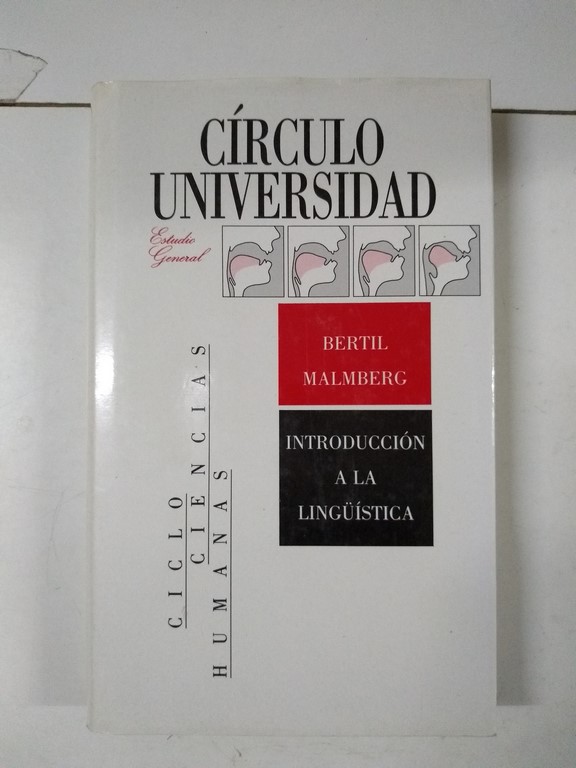 CÍRCULO
UNIVERSIDAD
Estudio
General
BERTIL
MALMBERG
INTRODUCCIÓN
A LA
LINGÜÍSTICA
CICLO
CIENCIAS
HUMANAS